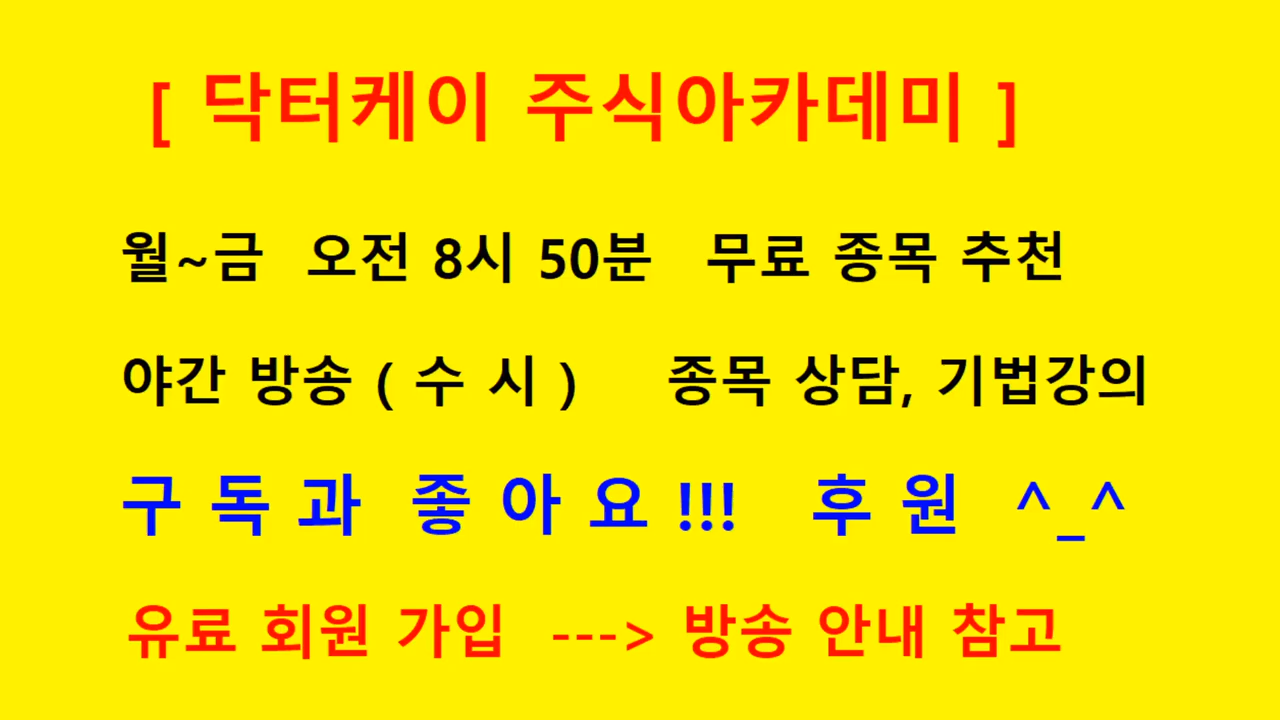 [ 닥터케이 주식아카데미 ]
월~금 오전 8시 50분 무료 종목 추천
야간 방송 ( 수 시 ) 종목 상담, 기법강의
구 독 과 좋 아 요 !!! 후 원 ^_^
유료 회원 가입 ---> 방송 안내 참고